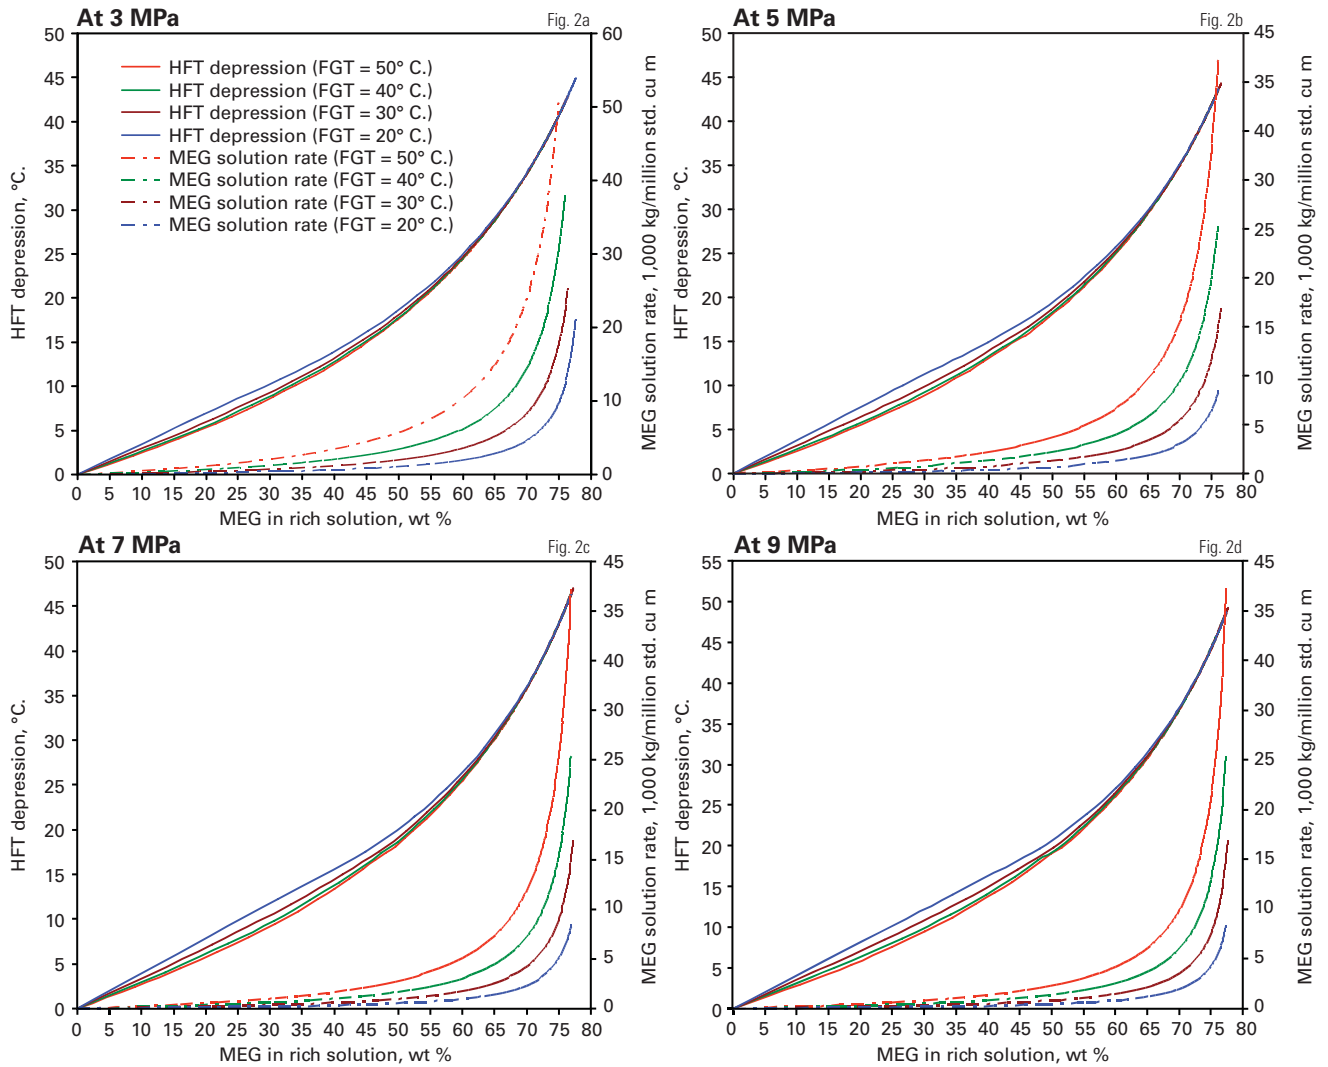 At 3 MPa
Fig. 2a
50
45
40
35
30
25
20
15
10
5
0
HFT depression, °C.
HFT depression (FGT = 50° C.)
HFT depression (FGT = 40° C.)
HFT depression (FGT = 30° C.)
HFT depression (FGT = 20° C.)
MEG solution rate (FGT = 50° C.)
MEG solution rate (FGT = 40° C.)
MEG solution rate (FGT = 30° C.)
MEG solution rate (FGT = 20° C.)
60
50
40
30
20
10
0
MEG solution rate, 1,000 kg/million std. cu m
0 5 10 15 20 25 30 35 40 45 50 55 60 65 70 75 80
MEG in rich solution, wt %
At 5 MPa
Fig. 2b
50
45
40
35
30
25
20
15
10
5
0
HFT depression, °C.
45
35
40
30
25
20
15
10
5
0
MEG solution rate, 1,000 kg/million std. cu m
0 5 10 15 20 25 30 35 40 45 50 55 60 65 70 75 80
MEG in rich solution, wt %
At 7 MPa
Fig. 2c
50
45
40
35
30
25
20
15
10
5
0
HFT depression, °C.
45
35
40
30
25
20
15
10
5
0
MEG solution rate, 1,000 kg/million std. cu m
0 5 10 15 20 25 30 35 40 45 50 55 60 65 70 75 80
MEG in rich solution, wt %
At 9 MPa
Fig. 2d
55
50
45
40
35
30
25
20
15
10
5
0
HFT depression, °C.
45
35
40
30
25
20
15
10
5
0
MEG solution rate, 1,000 kg/million std. cu m
0 5 10 15 20 25 30 35 40 45 50 55 60 65 70 75 80
MEG in rich solution, wt %